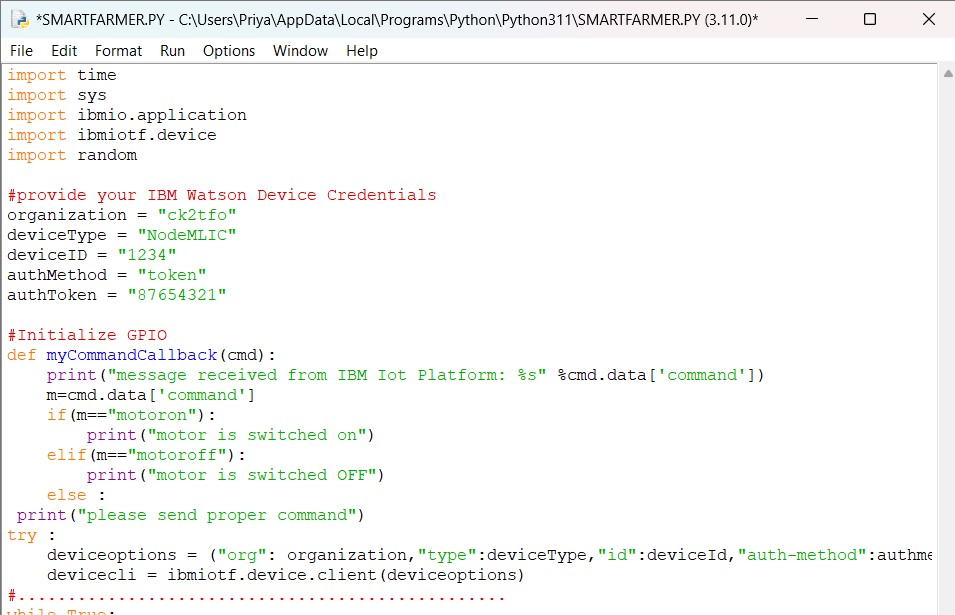 *SMARTFARMER.PY - C:\Users\Priya\AppData\Local\Programs\Python\Python311\SMARTFARMER.PY (3.11.0)*
File Edit Format Run Options Window Help
import time
import sys
import ibmio.application
import ibmiotf.device
import random
#provide your IBM Watson Device Credentials
organization = "ck2tfo"
deviceType = "NodeMLIC"
deviceID = "1234"
authMethod = "token"
authToken = "87654321"
#Initialize GPIO
def myCommandCallback(cmd):
    print("message received from IBM Iot Platform: %s" %cmd.data['command'])
    m=cmd.data['command']
    if(m=="motoron"):
        print("motor is switched on")
    elif(m=="motoroff"):
        print("motor is switched OFF")
    else :
 print("please send proper command")
try :
    deviceoptions = ("org": organization,"type":deviceType,"id":deviceId,"auth-method":authme
    devicecli = ibmiotf.device.client(deviceoptions)
#.................................................
while True: